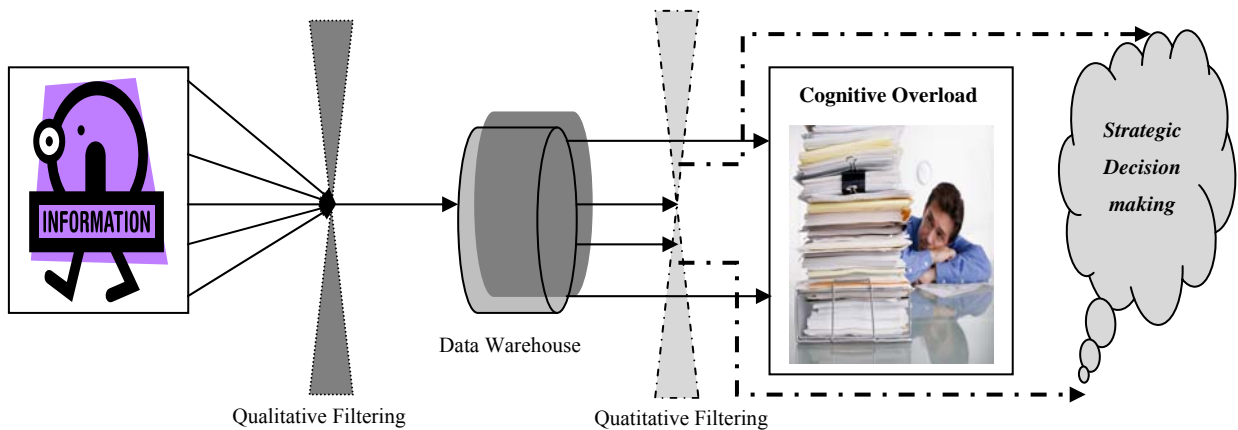 INFORMATION
Qualitative Filtering
Data Warehouse
Quatitative Filtering
Cognitive Overload
Strategic
Decision
making